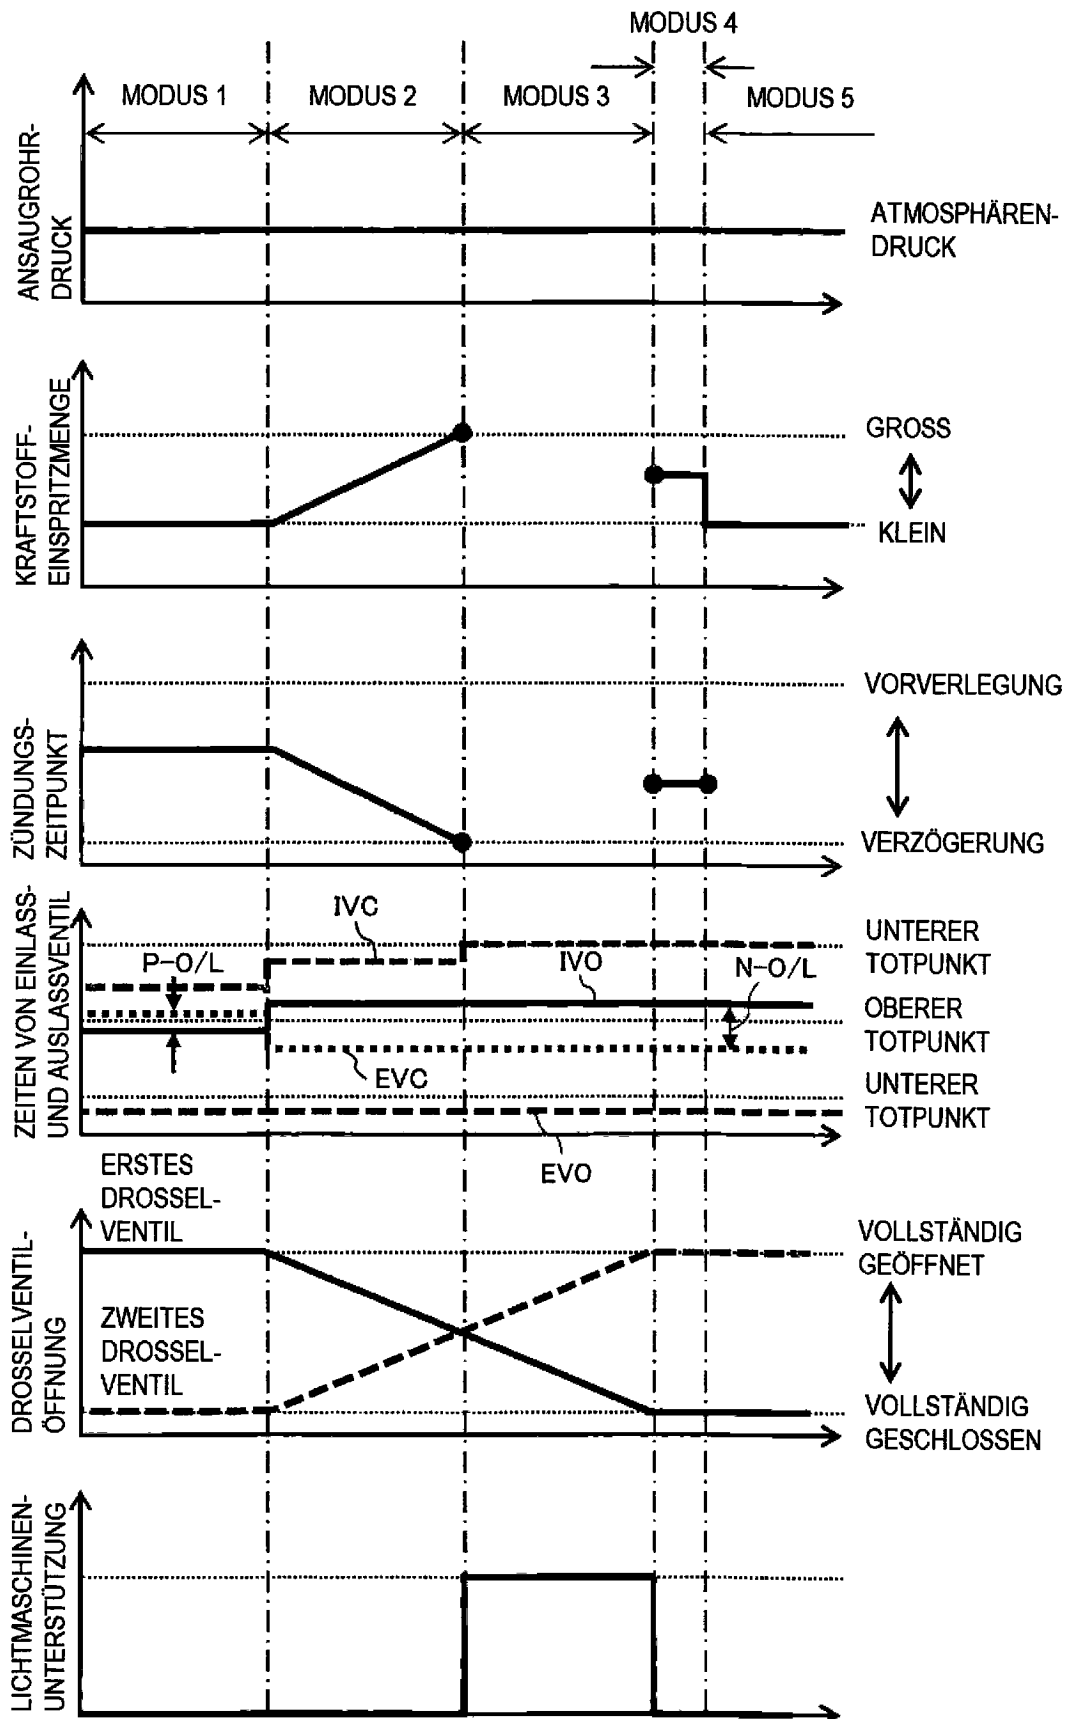 MODUS 4
MODUS 1
MODUS 2
MODUS 3
MODUS 5
ANSAUGROHR-
DRUCK
ATMOSPHÄREN-
DRUCK
KRAFTSTOFF-
EINSPRITZMENGE
GROSS
KLEIN
ZÜNDUNGS-
ZEITPUNKT
VORVERLEGUNG
VERZÖGERUNG
ZEITEN VON EINLASS-
UND AUSLASSVENTIL
IVC
P-O/L
IVO
N-O/L
EVC
EVO
UNTERER
TOTPUNKT
OBERER
TOTPUNKT
UNTERER
TOTPUNKT
DROSSELVENTIL-
ÖFFNUNG
ERSTES
DROSSEL-
VENTIL
ZWEITES
DROSSEL-
VENTIL
VOLLSTÄNDIG
GEÖFFNET
VOLLSTÄNDIG
GESCHLOSSEN
LICHTMASCHINEN-
UNTERSTÜTZUNG